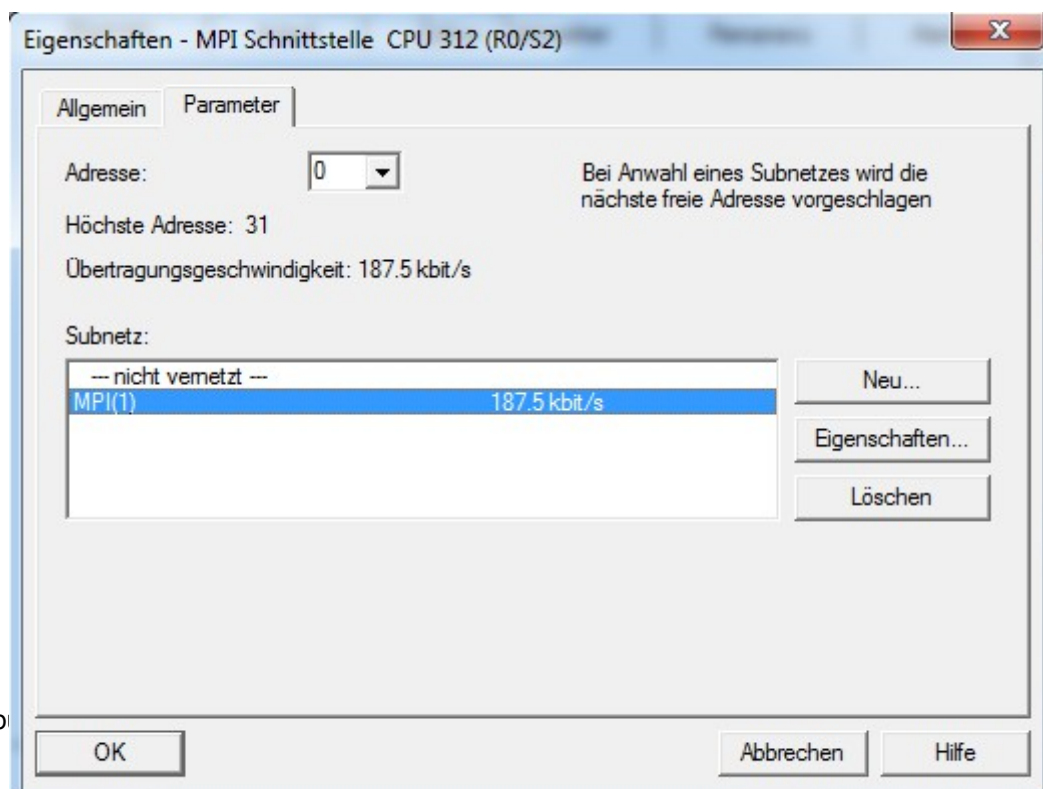 Eigenschaften - MPI Schnittstelle CPU 312 (R0/S2)
Allgemein
Parameter
Adresse:
0
Bei Anwahl eines Subnetzes wird die
nächste freie Adresse vorgeschlagen
Höchste Adresse: 31
Übertragungsgeschwindigkeit: 187.5 kbit/s
Subnetz:
--- nicht vernetzt ---
MPI(1) 187.5 kbit/s
Neu...
Eigenschaften...
Löschen
OK
Abbrechen
Hilfe